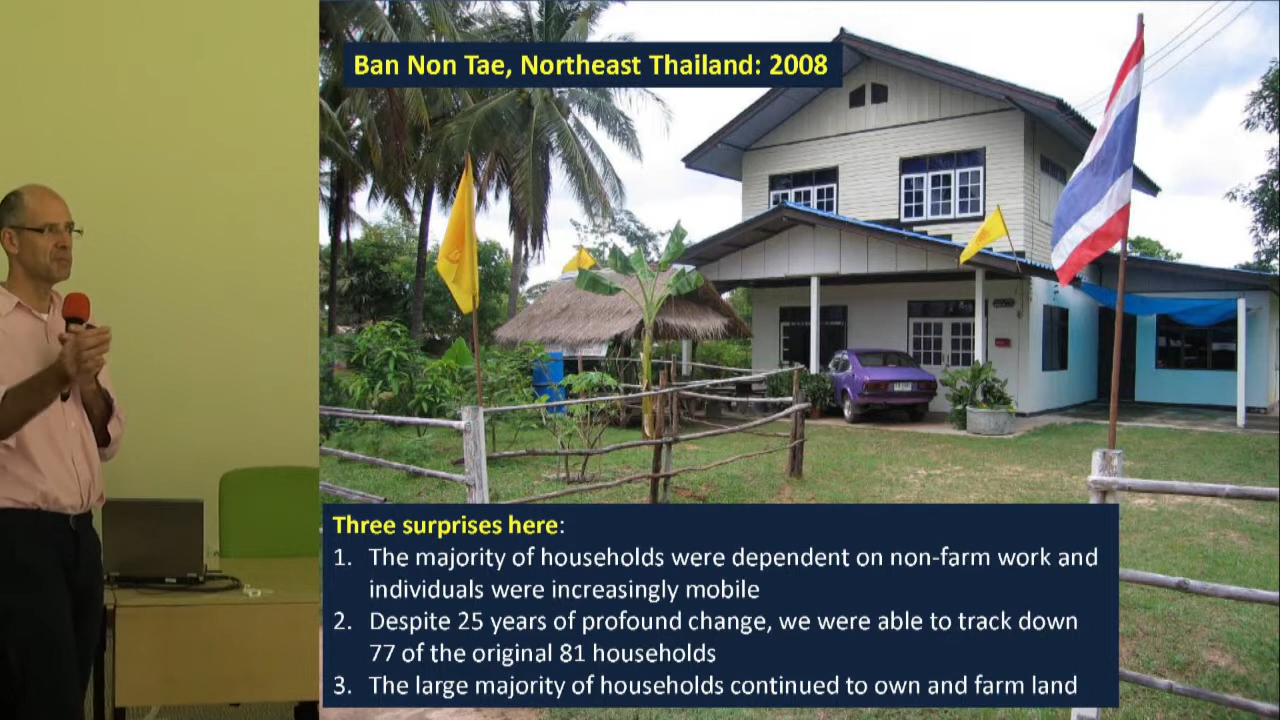 Ban Non Tae, Northeast Thailand: 2008
Three surprises here:
1. The majority of households were dependent on non-farm work and
individuals were increasingly mobile
2. Despite 25 years of profound change, we were able to track down
77 of the original 81 households
3. The large majority of households continued to own and farm land